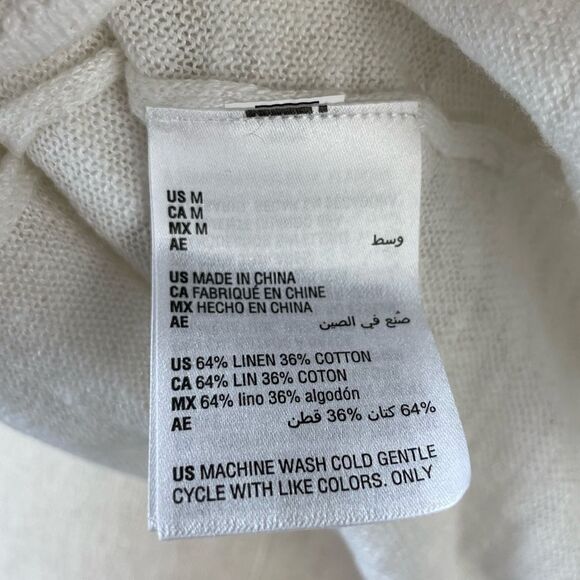 US M
CA M
MX M
AE وسط
US MADE IN CHINA
CA FABRIQUÉ EN CHINE
MX HECHO EN CHINA
AE صُنع في الصين
US 64% LINEN 36% COTTON
CA 64% LIN 36% COTON
MX 64% lino 36% algodón
AE 64% كتان 36% قطن
US MACHINE WASH COLD GENTLE
CYCLE WITH LIKE COLORS. ONLY